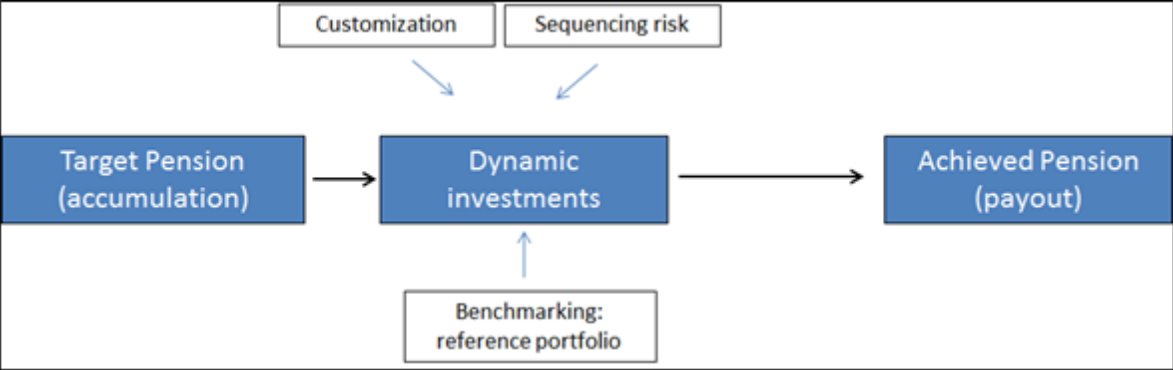 Customization
Sequencing risk
Target Pension
(accumulation)
Dynamic
investments
Achieved Pension
(payout)
Benchmarking:
reference portfolio